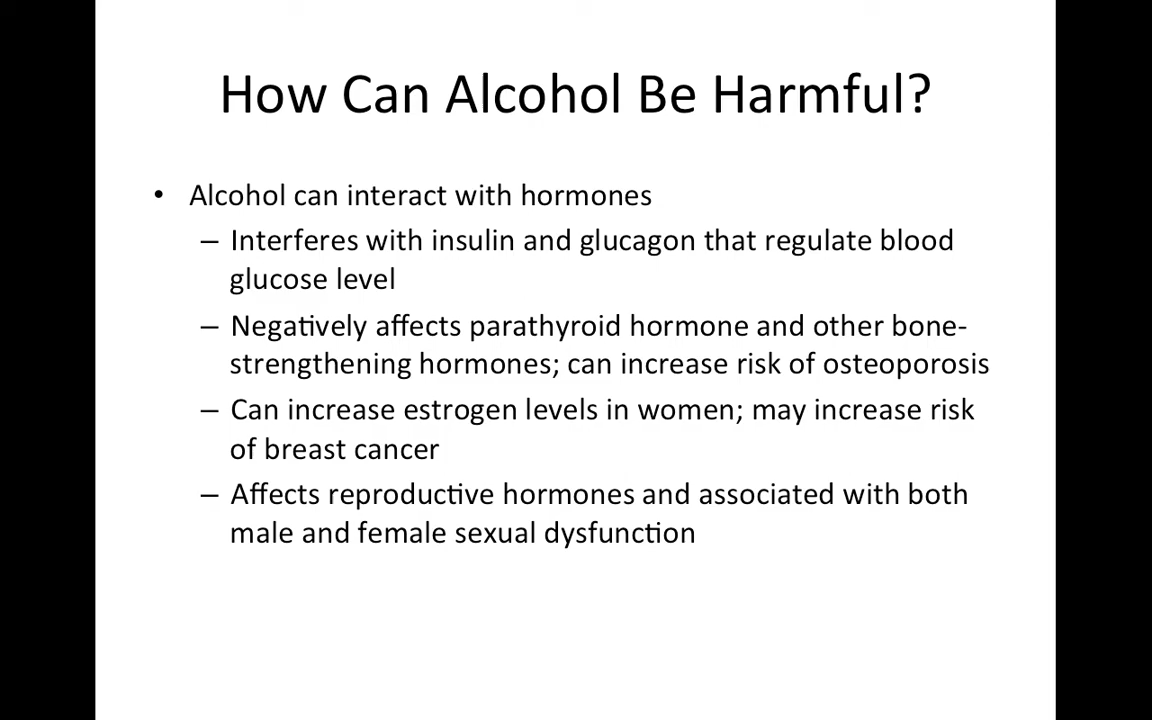 How Can Alcohol Be Harmful?
• Alcohol can interact with hormones
– Interferes with insulin and glucagon that regulate blood
glucose level
– Negatively affects parathyroid hormone and other bone-
strengthening hormones; can increase risk of osteoporosis
– Can increase estrogen levels in women; may increase risk
of breast cancer
– Affects reproductive hormones and associated with both
male and female sexual dysfunction